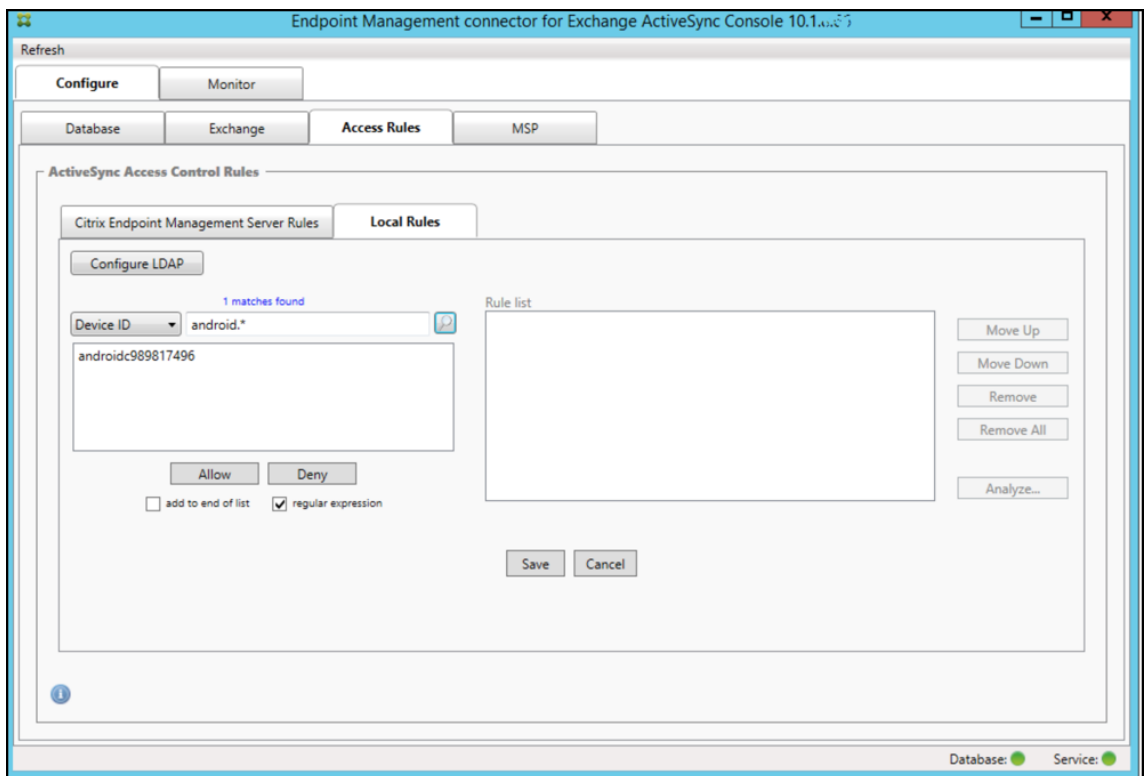 Endpoint Management connector for Exchange ActiveSync Console
Refresh
Configure Monitor
Database Exchange Access Rules MSP
ActiveSync Access Control Rules
Citrix Endpoint Management Server Rules Local Rules
Configure LDAP
1 matches found
Rule list
Device ID android.*
androidc989817496
Move Up
Move Down
Remove
Remove All
Allow Deny
Analyze...
add to end of list regular expression
Save Cancel
Database: Service: